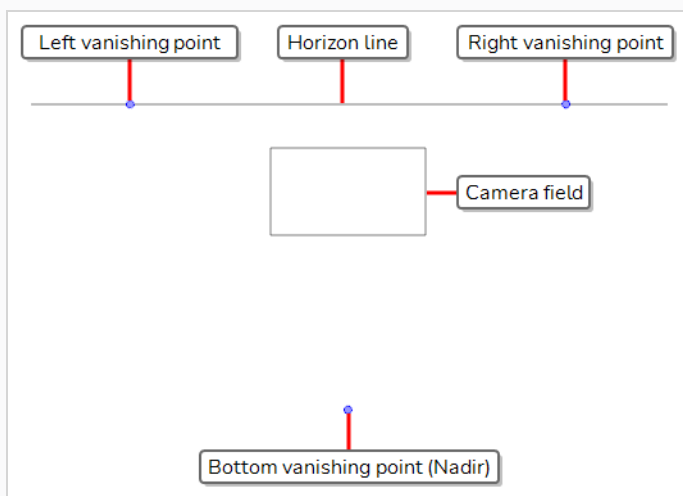 Left vanishing point
Horizon line
Right vanishing point
Camera field
Bottom vanishing point (Nadir)